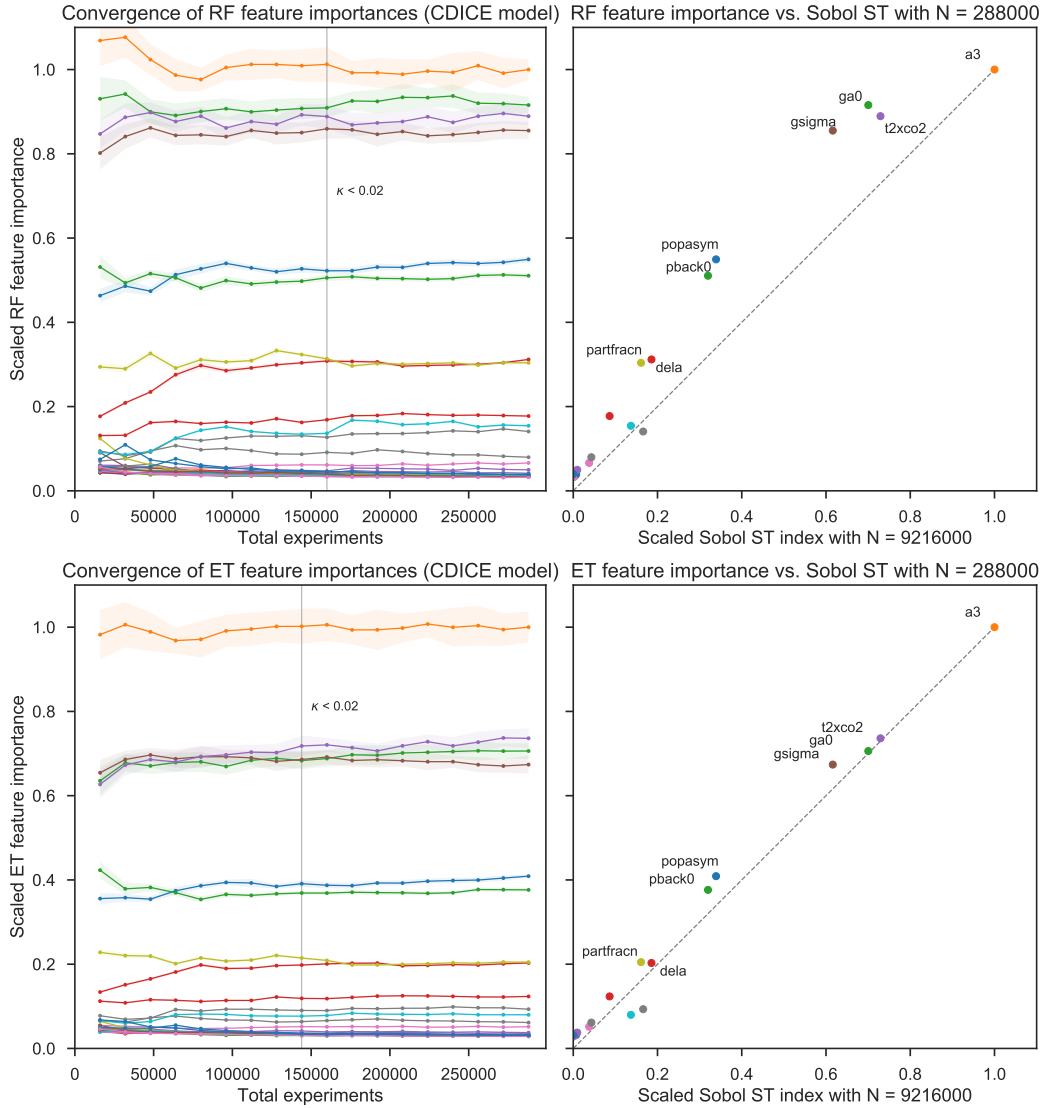 Convergence of RF feature importances (CDICE model)
RF feature importance vs. Sobol ST with N = 288000
Scaled RF feature importance
1.0
0.8
0.6
0.4
0.2
0.0
κ < 0.02
0
50000
100000
150000
200000
250000
Total experiments
a3
ga0
gsigma
t2xco2
popasym
pback0
partfracn
dela
0.0
0.2
0.4
0.6
0.8
1.0
Scaled Sobol ST index with N = 9216000
Convergence of ET feature importances (CDICE model)
ET feature importance vs. Sobol ST with N = 288000
Scaled ET feature importance
1.0
0.8
0.6
0.4
0.2
0.0
κ < 0.02
0
50000
100000
150000
200000
250000
Total experiments
a3
t2xco2
ga0
gsigma
popasym
pback0
partfracn
dela
0.0
0.2
0.4
0.6
0.8
1.0
Scaled Sobol ST index with N = 9216000